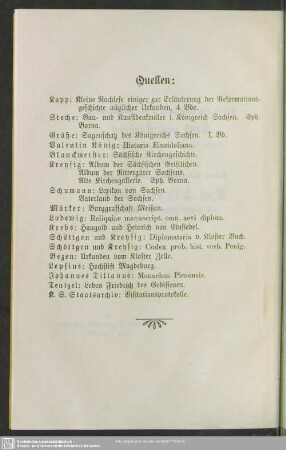 Quellen:
Kapp: Kleine Nachlese einiger zur Erläuterung der Reformations-
geschichte nüzlicher Urkunden, 4 Bde.
Steche: Bau- und Kunstdenkmäler i. Königreich Sachsen. Eph.
Borna.
Gräße: Sagenschatz des Königreichs Sachsen. I. Bd.
Valentin König: Historia Einsideliana.
Blanckmeister: Sächsische Kirchengeschichte.
Kreyßig: Album der Sächsischen Geistlichen.
Album der Rittergüter Sachsens.
Alte Kirchengallerie. Eph. Borna.
Schumann: Lexikon von Sachsen.
Vaterland der Sachsen.
Märker: Burggrafschaft Meißen.
Ludewig: Reliquiae manuscript. omn. aevi diplom.
Krebs: Haugold und Heinrich von Einsiedel.
Schöttgen und Kreysig: Diplomataria v. Kloster Buch.
Schöttgen und Kreysig: Codex prob. hist. verb. Penig.
Beyer: Urkunden vom Kloster Zelle.
Lepsius: Hochstift Magdeburg.
Johannes Tilianus: Monachus Pirnensis.
Tentzel: Leben Friedrich des Gebissenen.
K. S. Staatsarchiv: Visitationsprotokolle.